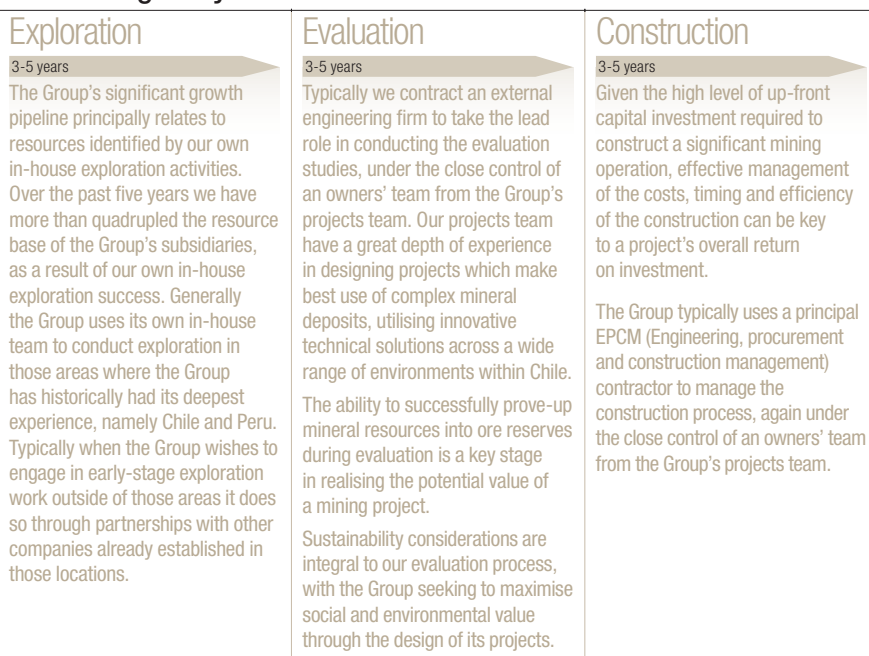 Exploration
3-5 years
The Group's significant growth
pipeline principally relates to
resources identified by our own
in-house exploration activities.
Over the past five years we have
more than quadrupled the resource
base of the Group's subsidiaries,
as a result of our own in-house
exploration success. Generally
the Group uses its own in-house
team to conduct exploration in
those areas where the Group
has historically had its deepest
experience, namely Chile and Peru.
Typically when the Group wishes to
engage in early-stage exploration
work outside of those areas it does
so through partnerships with other
companies already established in
those locations.
Evaluation
3-5 years
Typically we contract an external
engineering firm to take the lead
role in conducting the evaluation
studies, under the close control of
an owners' team from the Group's
projects team. Our projects team
have a great depth of experience
in designing projects which make
best use of complex mineral
deposits, utilising innovative
technical solutions across a wide
range of environments within Chile.
The ability to successfully prove-up
mineral resources into ore reserves
during evaluation is a key stage
in realising the potential value of
a mining project.
Sustainability considerations are
integral to our evaluation process,
with the Group seeking to maximise
social and environmental value
through the design of its projects.
Construction
3-5 years
Given the high level of up-front
capital investment required to
construct a significant mining
operation, effective management
of the costs, timing and efficiency
of the construction can be key
to a project's overall return
on investment.
The Group typically uses a principal
EPCM (Engineering, procurement
and construction management)
contractor to manage the
construction process, again under
the close control of an owners' team
from the Group's projects team.